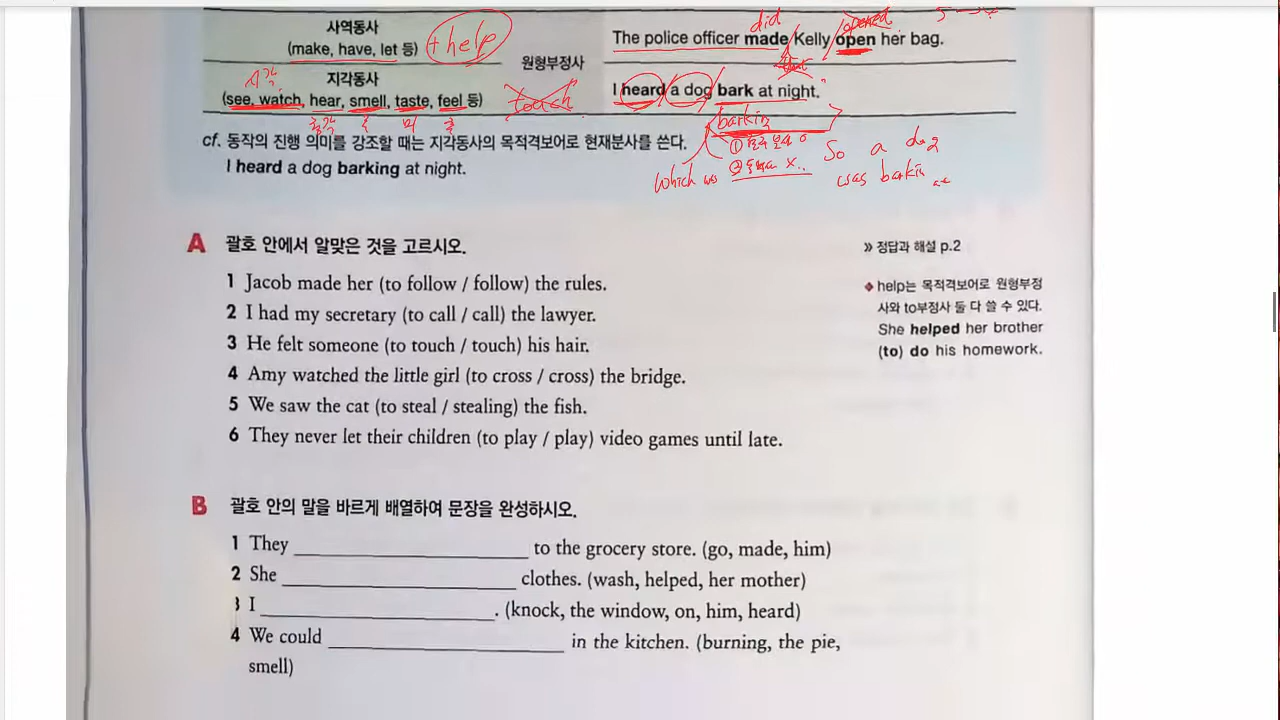 사역동사
(make, have, let 등)
+help
The police officer made Kelly open her bag.
did
opened
원형부정사
지각동사
(see, watch, hear, smell, taste, feel 등)
touch
I heard a dog bark at night.
barkin
cf. 동작의 진행 의미를 강조할 때는 지각동사의 목적격보어로 현재분사를 쓴다.
I heard a dog barking at night.
which was
So a
was barkin
A 괄호 안에서 알맞은 것을 고르시오.
» 정답과 해설 p.2
1 Jacob made her (to follow / follow) the rules.
2 I had my secretary (to call / call) the lawyer.
3 He felt someone (to touch / touch) his hair.
4 Amy watched the little girl (to cross / cross) the bridge.
5 We saw the cat (to steal / stealing) the fish.
6 They never let their children (to play / play) video games until late.
help는 목적격보어로 원형부정
사와 to부정사 둘 다 쓸 수 있다.
She helped her brother
(to) do his homework.
B 괄호 안의 말을 바르게 배열하여 문장을 완성하시오.
1 They ____ to the grocery store. (go, made, him)
2 She ____ clothes. (wash, helped, her mother)
3 I ____. (knock, the window, on, him, heard)
4 We could ____ in the kitchen. (burning, the pie,
smell)